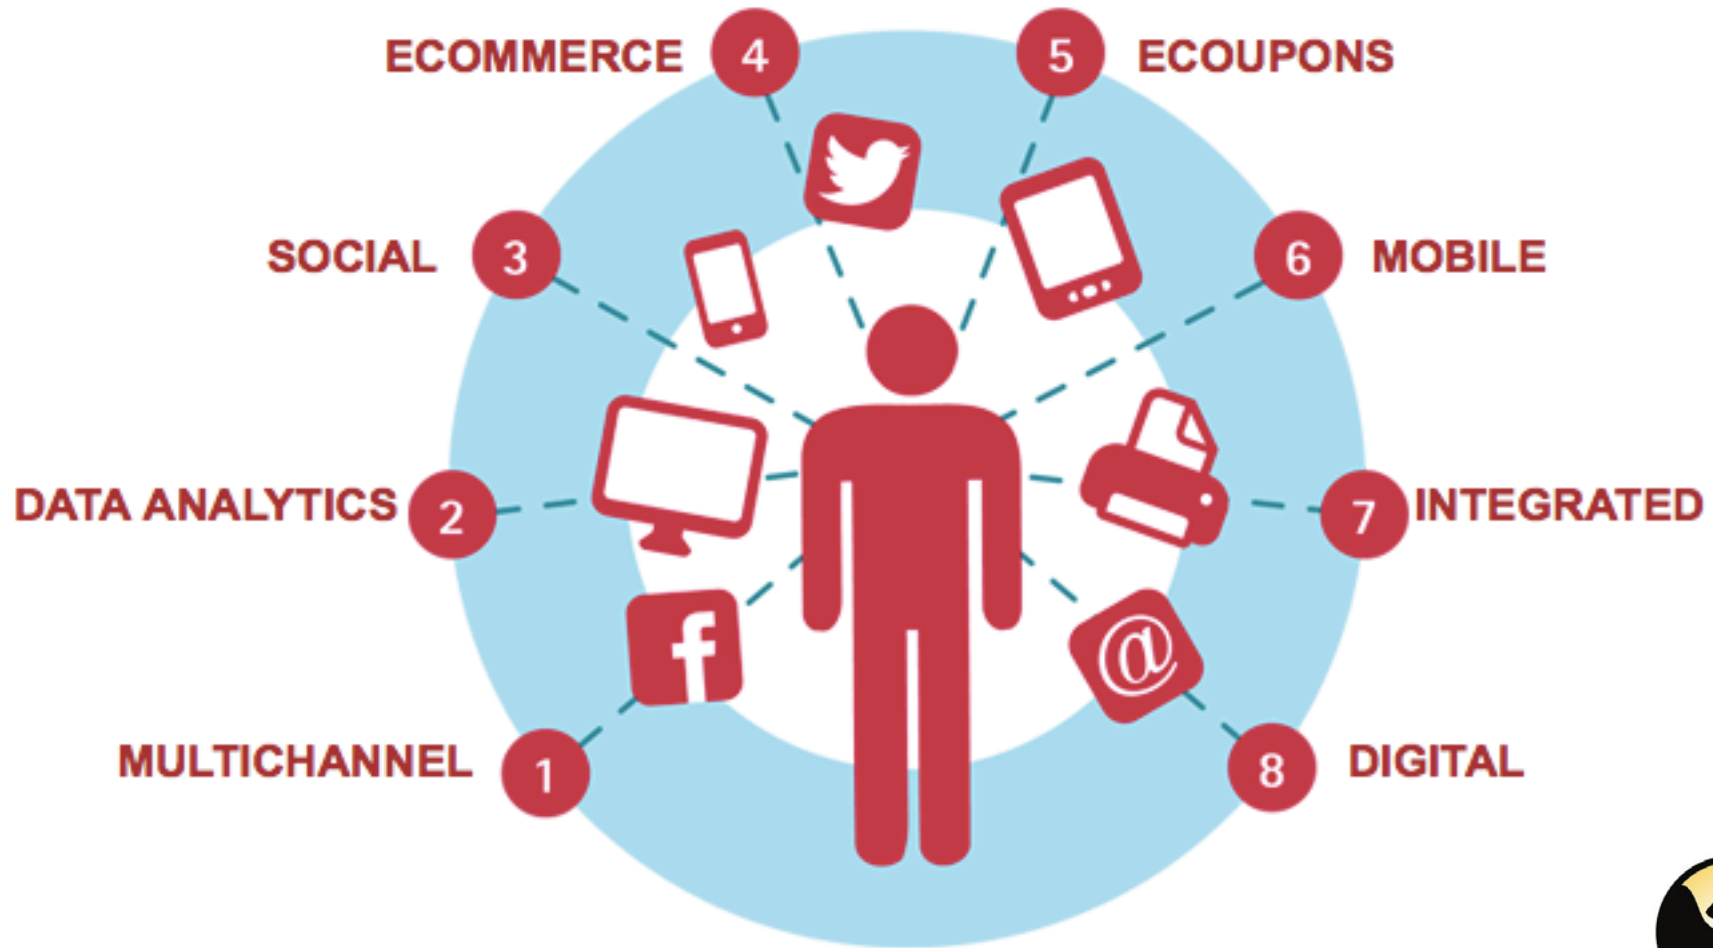 ECOMMERCE 4 5 ECOUPONS
SOCIAL 3 6 MOBILE
DATA ANALYTICS 2 7 INTEGRATED
f @
MULTICHANNEL 1 8 DIGITAL